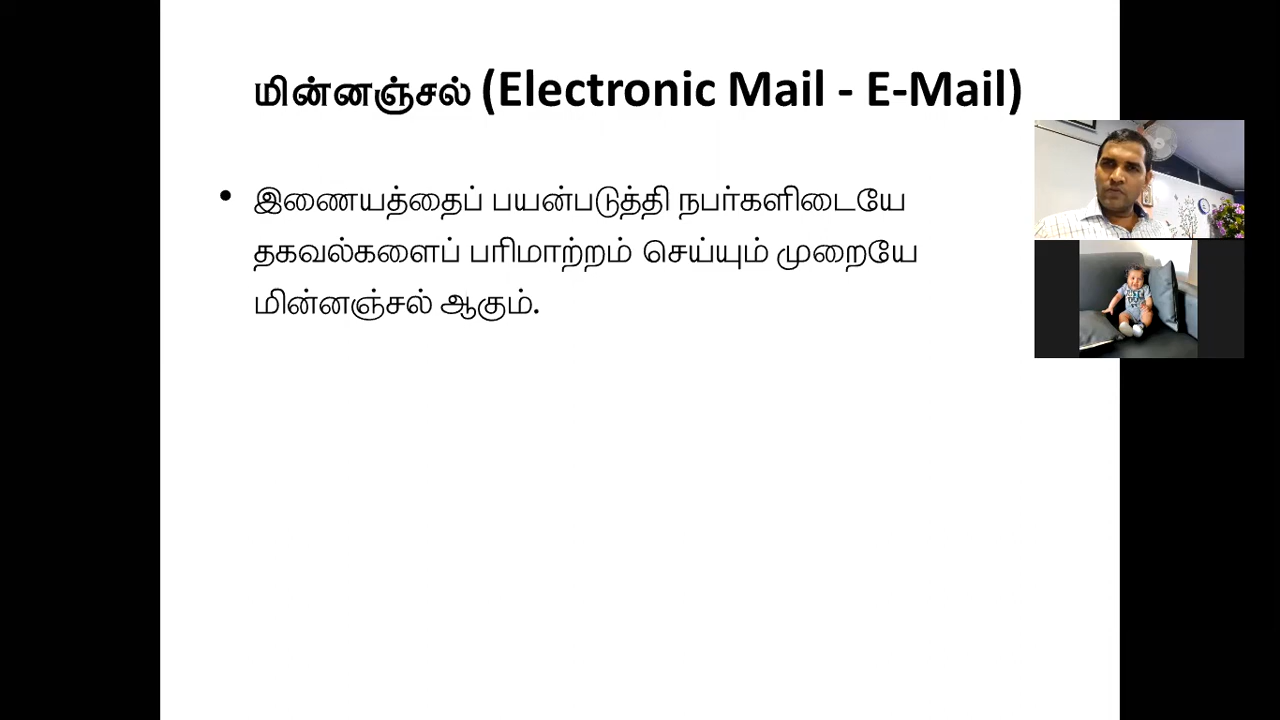 மின்னஞ்சல் (Electronic Mail - E-Mail)
• இணையத்தைப் பயன்படுத்தி நபர்களிடையே
தகவல்களைப் பரிமாற்றம் செய்யும் முறையே
மின்னஞ்சல் ஆகும்.